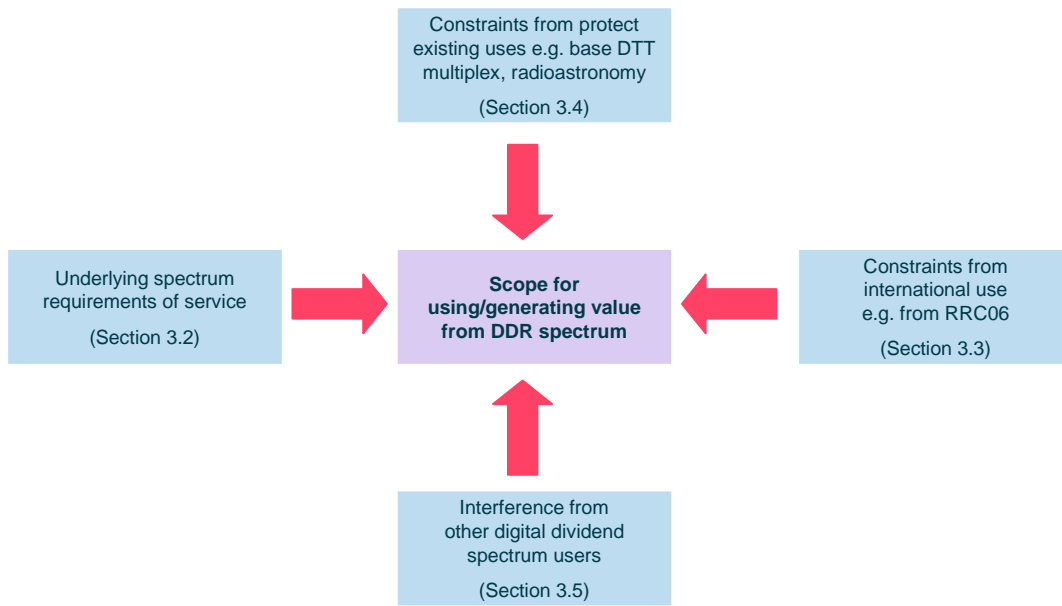 Constraints from protect
existing uses e.g. base DTT
multiplex, radioastronomy
(Section 3.4)
Underlying spectrum
requirements of service
(Section 3.2)
Scope for
using/generating value
from DDR spectrum
Constraints from
international use
e.g. from RRC06
(Section 3.3)
Interference from
other digital dividend
spectrum users
(Section 3.5)